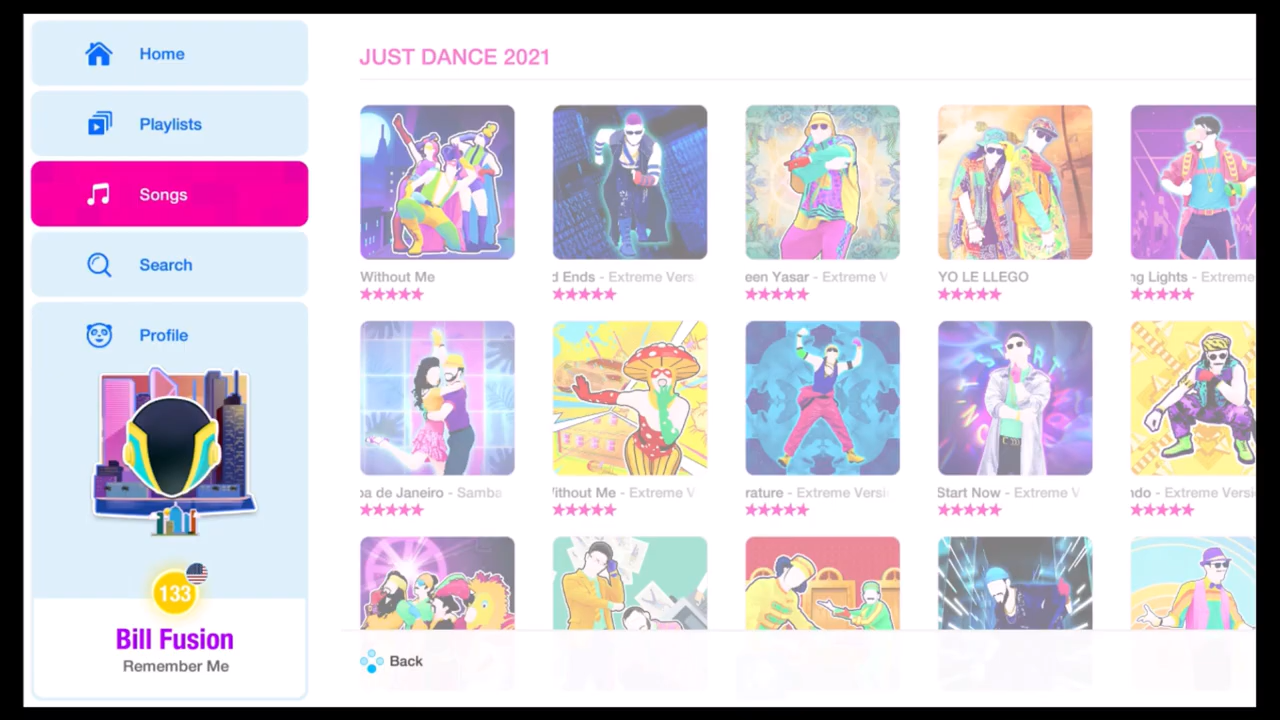 Home
Playlists
Songs
Search
Profile
133
Bill Fusion
Remember Me
JUST DANCE 2021
Without Me
d Ends - Extreme Vers
een Yasar - Extreme V
YO LE LLEGO
ng Lights - Extreme
pa de Janeiro - Samba
Without Me - Extreme V
rature - Extreme Versi
Start Now - Extreme V
ndo - Extreme Versio
Back